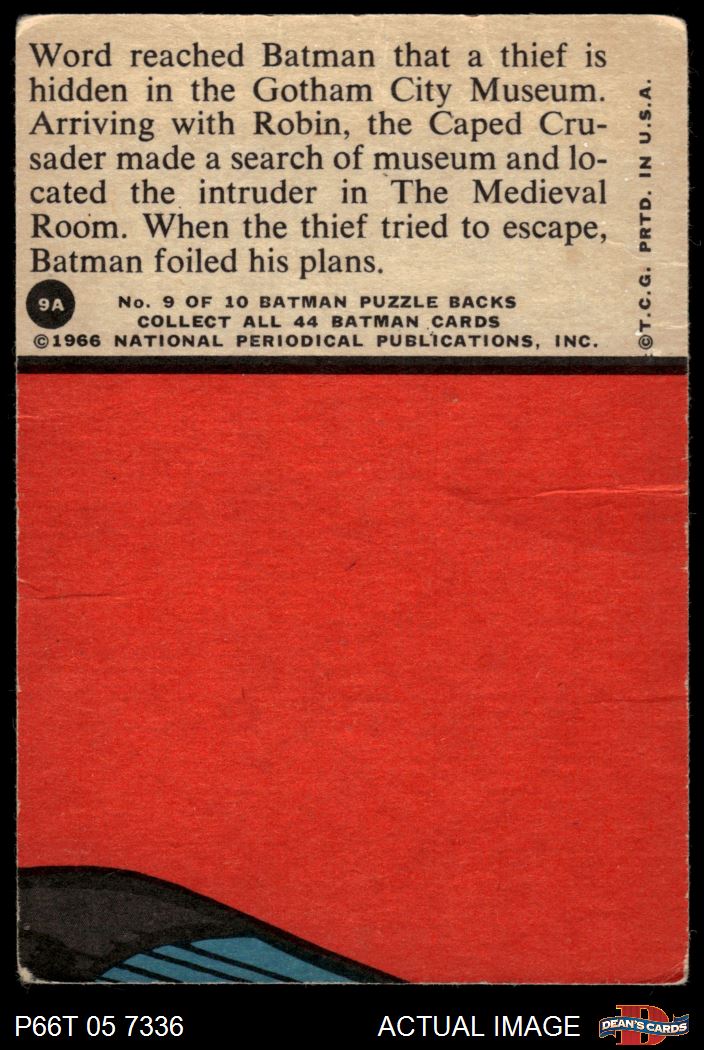 Word reached Batman that a thief is
hidden in the Gotham City Museum.
Arriving with Robin, the Caped Cru-
sader made a search of museum and lo-
cated the intruder in The Medieval
Room. When the thief tried to escape,
Batman foiled his plans.
9A
No. 9 OF 10 BATMAN PUZZLE BACKS
COLLECT ALL 44 BATMAN CARDS
©1966 NATIONAL PERIODICAL PUBLICATIONS, INC.
©T.C.G. PRTD. IN U.S.A.
P66T 05 7336
ACTUAL IMAGE
D
DEAN'S CARDS